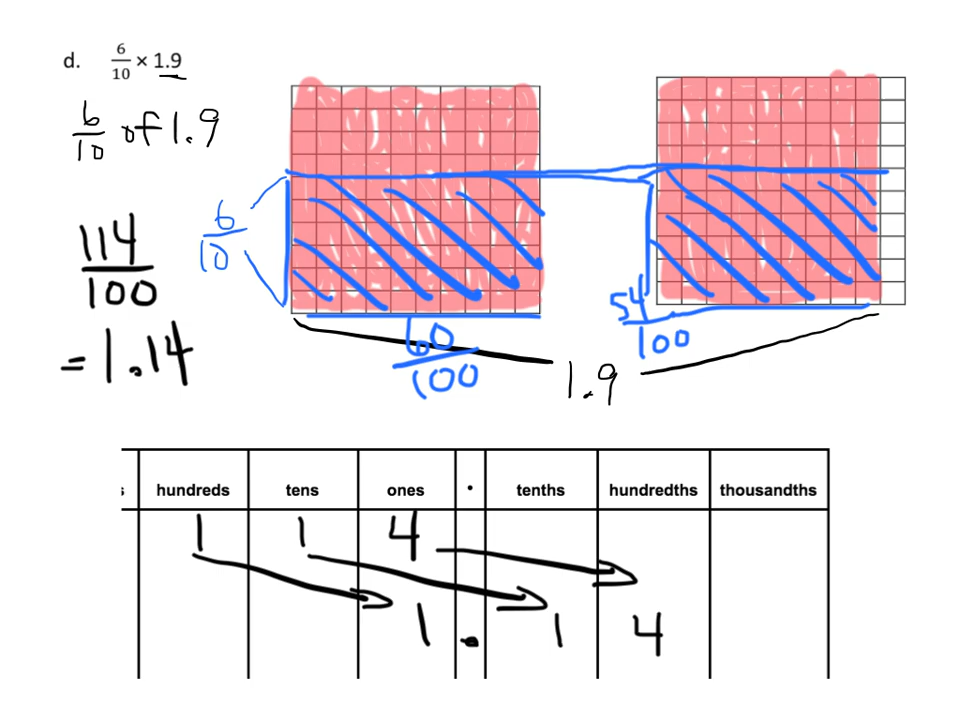 d. 6/10 × 1.9
6/10 of 1.9
114/100
= 1.14
6/10
60/100
54/100
1.9
s hundreds tens ones . tenths hundredths thousandths
1 1 4
1 . 1 4